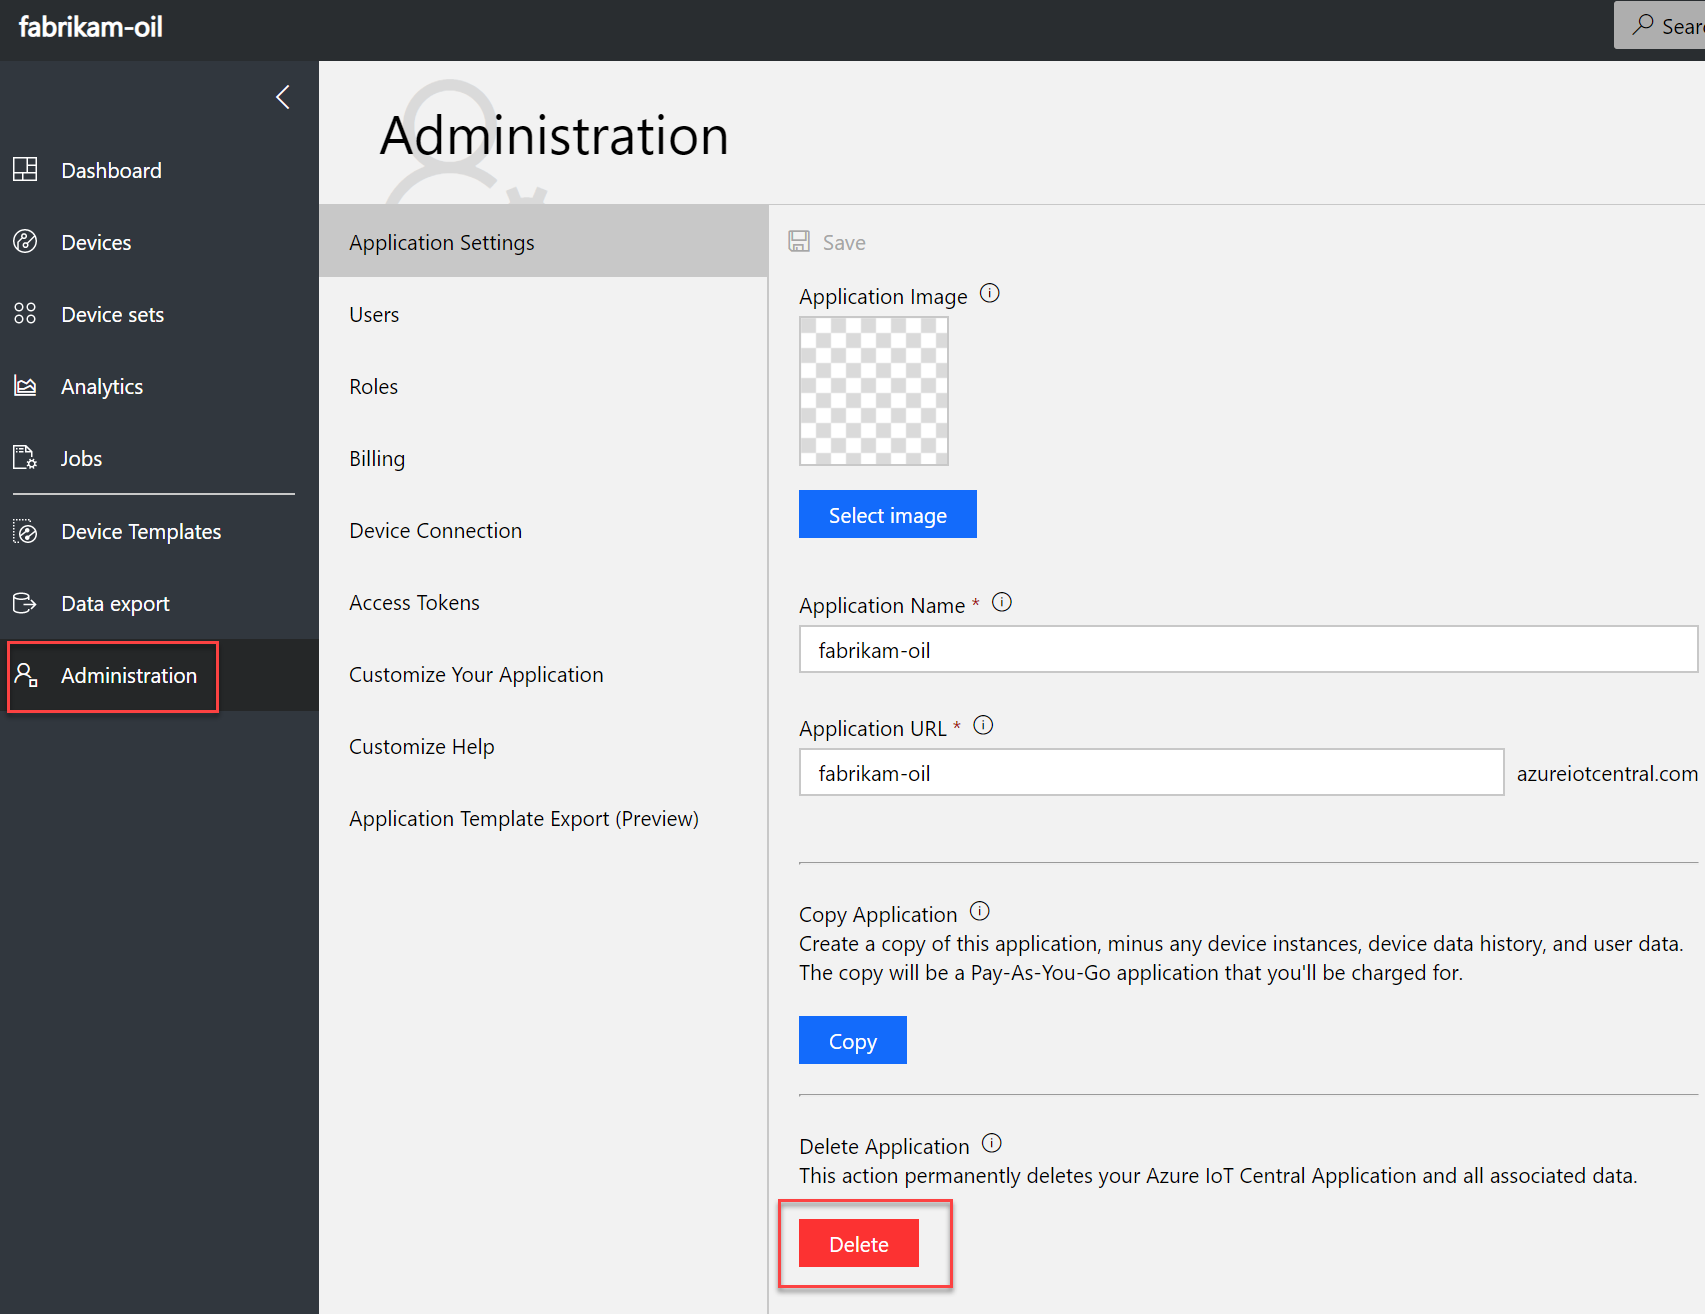 fabrikam-oil
Administration
Dashboard
Devices
Device sets
Analytics
Jobs
Device Templates
Data export
Administration
Application Settings
Users
Roles
Billing
Device Connection
Access Tokens
Customize Your Application
Customize Help
Application Template Export (Preview)
Save
Application Image
Select image
Application Name *
fabrikam-oil
Application URL *
fabrikam-oil
azureiotcentral.com
Copy Application
Create a copy of this application, minus any device instances, device data history, and user data.
The copy will be a Pay-As-You-Go application that you'll be charged for.
Copy
Delete Application
This action permanently deletes your Azure IoT Central Application and all associated data.
Delete